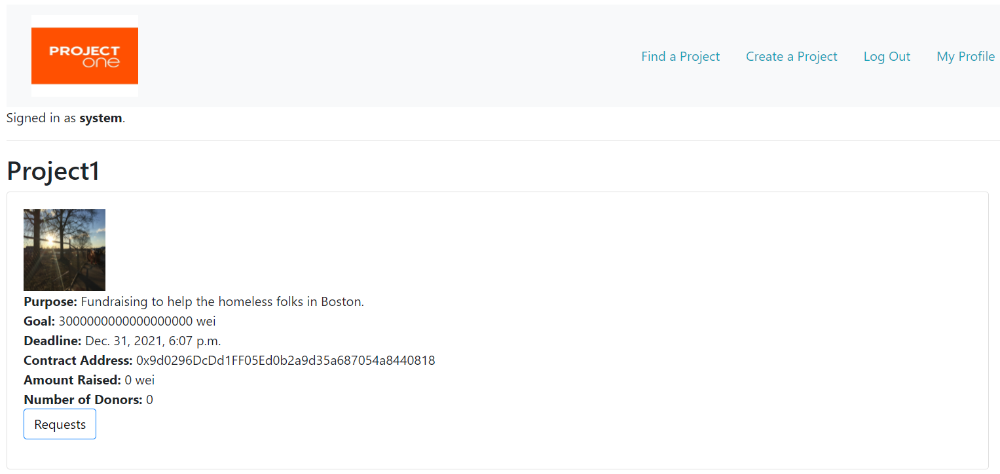 PROJECT
one
Find a Project Create a Project Log Out My Profile
Signed in as system.
Project1
Purpose: Fundraising to help the homeless folks in Boston.
Goal: 3000000000000000000 wei
Deadline: Dec. 31, 2021, 6:07 p.m.
Contract Address: 0x9d0296DcDd1FF05Ed0b2a9d35a687054a8440818
Amount Raised: 0 wei
Number of Donors: 0
Requests